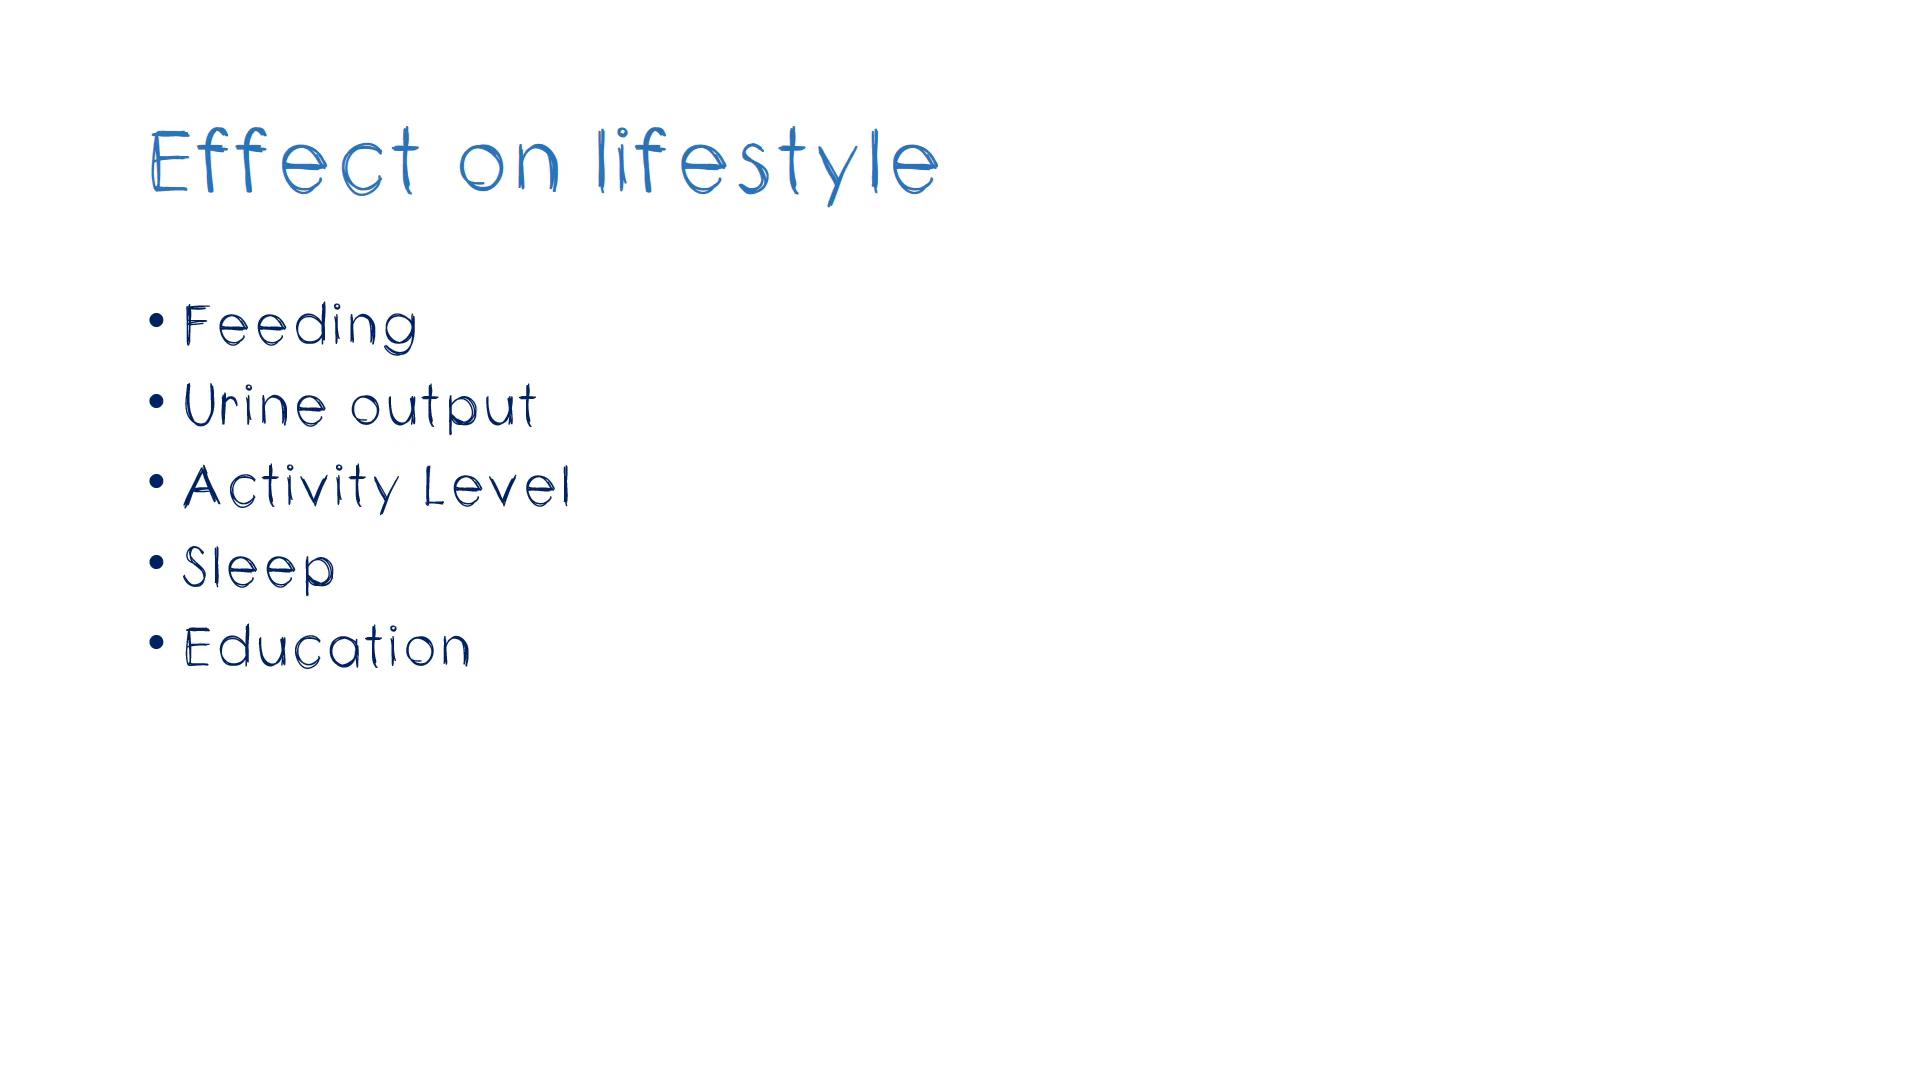 Effect on lifestyle
• Feeding
• Urine output
• Activity Level
• Sleep
• Education